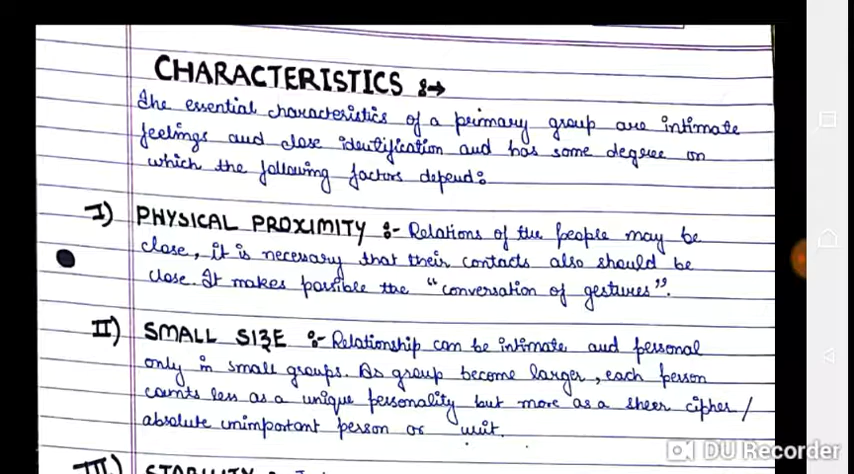 CHARACTERISTICS :→
The essential characteristics of a primary group are intimate
feelings and close identification and has some degree on
which the following factors depend:
I) PHYSICAL PROXIMITY :- Relations of the people may be
close, it is necessary that their contacts also should be
close. It makes possible the "conversation of gestures".
II) SMALL SIZE :- Relationship can be intimate and personal
only in small groups. As group become larger, each person
counts less as a unique personality but more as a sheer cipher /
absolute unimportant person or unit.
III) STABILITY :-
DU Recorder